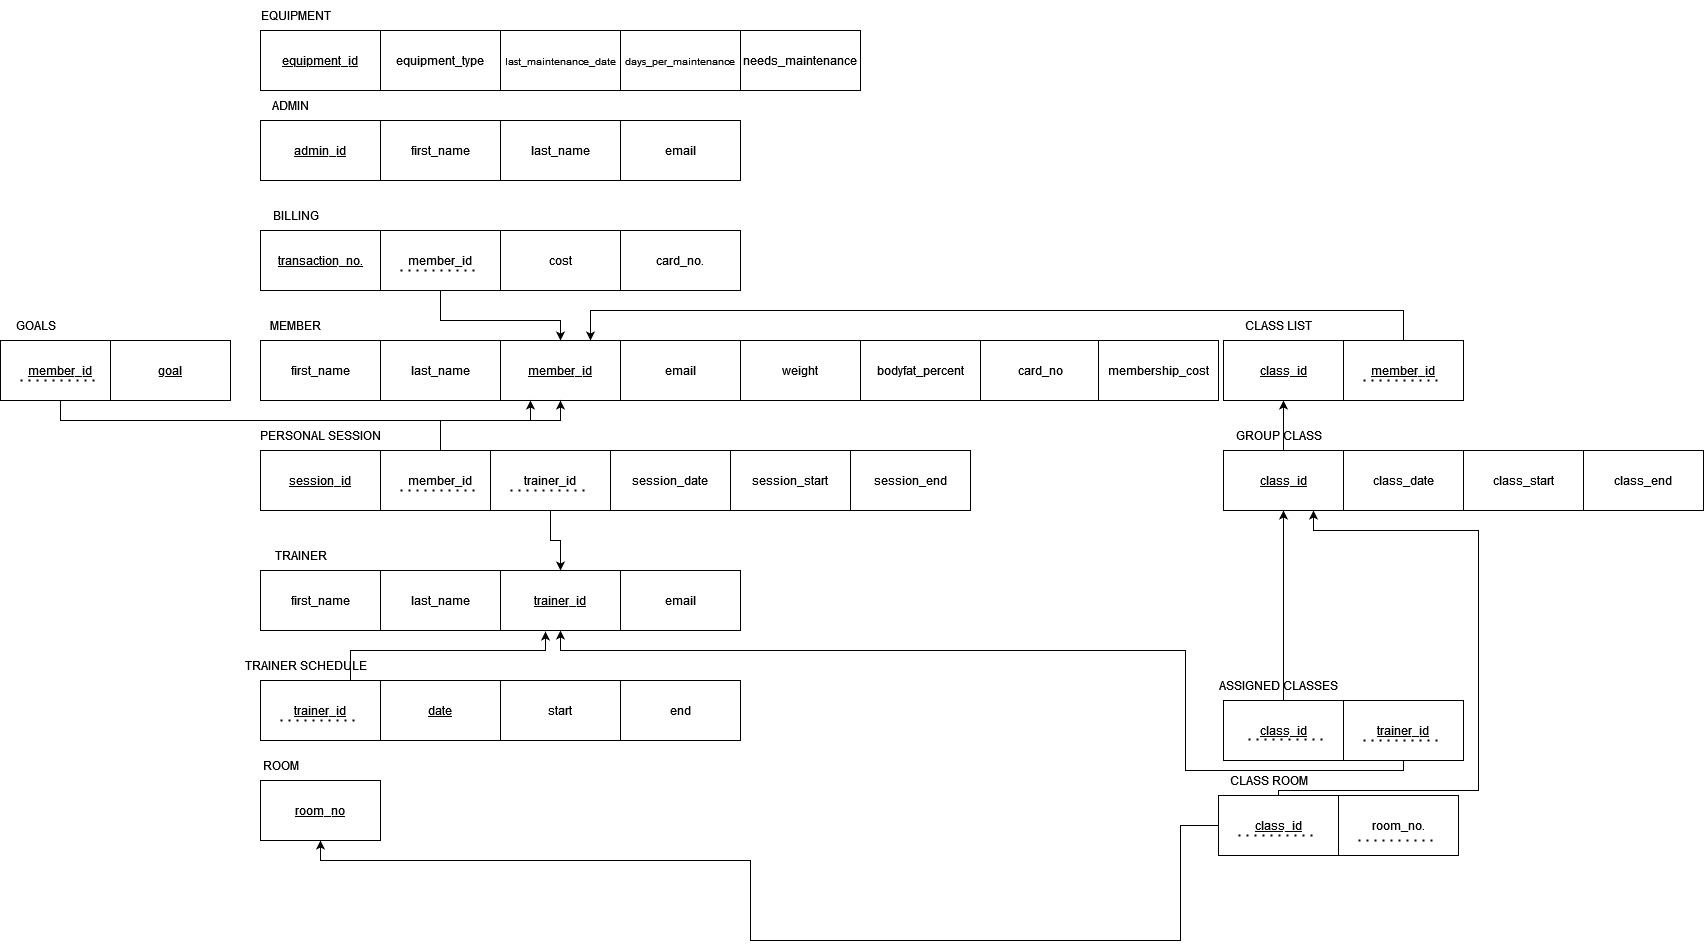 EQUIPMENT
equipment_id equipment_type last_maintenance_date days_per_maintenance needs_maintenance
ADMIN
admin_id first_name last_name email
BILLING
transaction_no. member_id cost card_no.
GOALS
member_id goal
MEMBER
first_name last_name member_id email weight bodyfat_percent card_no membership_cost
CLASS LIST
class_id member_id
PERSONAL SESSION
session_id member_id trainer_id session_date session_start session_end
GROUP CLASS
class_id class_date class_start class_end
TRAINER
first_name last_name trainer_id email
TRAINER SCHEDULE
trainer_id date start end
ASSIGNED CLASSES
class_id trainer_id
ROOM
room_no
CLASS ROOM
class_id room_no.